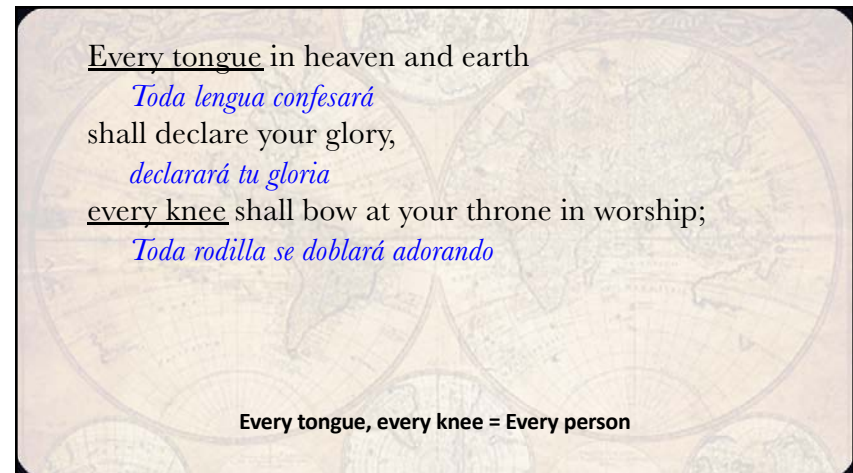 Every tongue in heaven and earth
Toda lengua confesará
shall declare your glory,
declarará tu gloria
every knee shall bow at your throne in worship;
Toda rodilla se doblará adorando
Every tongue, every knee = Every person